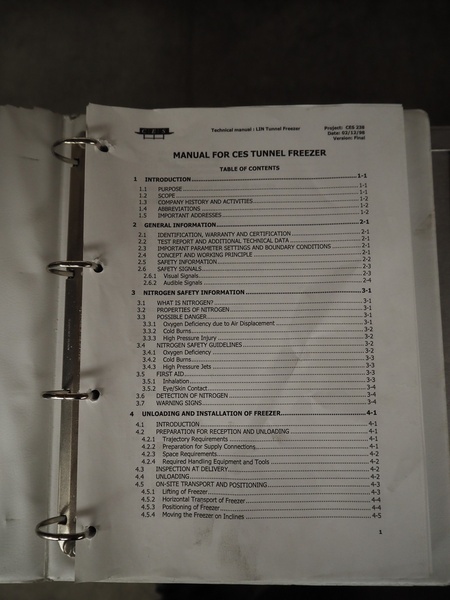 CES
Technical manual : LIN Tunnel Freezer
Project: CES 238
Date: 03/12/98
Version: Final
MANUAL FOR CES TUNNEL FREEZER
TABLE OF CONTENTS
1 INTRODUCTION 1-1
1.1 PURPOSE 1-1
1.2 SCOPE 1-1
1.3 COMPANY HISTORY AND ACTIVITIES 1-2
1.4 ABBREVIATIONS 1-2
1.5 IMPORTANT ADDRESSES 1-2
2 GENERAL INFORMATION 2-1
2.1 IDENTIFICATION, WARRANTY AND CERTIFICATION 2-1
2.2 TEST REPORT AND ADDITIONAL TECHNICAL DATA 2-1
2.3 IMPORTANT PARAMETER SETTINGS AND BOUNDARY CONDITIONS 2-1
2.4 CONCEPT AND WORKING PRINCIPLE 2-1
2.5 SAFETY INFORMATION 2-2
2.6 SAFETY SIGNALS 2-3
2.6.1 Visual Signals 2-3
2.6.2 Audible Signals 2-4
3 NITROGEN SAFETY INFORMATION 3-1
3.1 WHAT IS NITROGEN? 3-1
3.2 PROPERTIES OF NITROGEN 3-1
3.3 POSSIBLE DANGER 3-1
3.3.1 Oxygen Deficiency due to Air Displacement 3-1
3.3.2 Cold Burns 3-2
3.3.3 High Pressure Injury 3-2
3.4 NITROGEN SAFETY GUIDELINES 3-2
3.4.1 Oxygen Deficiency 3-2
3.4.2 Cold Burns 3-2
3.4.3 High Pressure Jets 3-3
3.5 FIRST AID 3-3
3.5.1 Inhalation 3-3
3.5.2 Eye/Skin Contact 3-4
3.6 DETECTION OF NITROGEN 3-4
3.7 WARNING SIGNS 3-4
4 UNLOADING AND INSTALLATION OF FREEZER 4-1
4.1 INTRODUCTION 4-1
4.2 PREPARATION FOR RECEPTION AND UNLOADING 4-1
4.2.1 Trajectory Requirements 4-1
4.2.2 Preparation for Supply Connections 4-1
4.2.3 Space Requirements 4-2
4.2.4 Required Handling Equipment and Tools 4-2
4.3 INSPECTION AT DELIVERY 4-2
4.4 UNLOADING 4-2
4.5 ON-SITE TRANSPORT AND POSITIONING 4-3
4.5.1 Lifting of Freezer 4-3
4.5.2 Horizontal Transport of Freezer 4-4
4.5.3 Positioning of Freezer 4-4
4.5.4 Moving the Freezer on Inclines 4-5
1